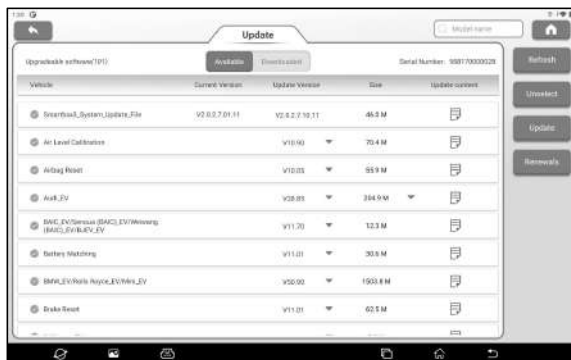 Update
Model name
Upgradeable software(101)
Available
Downloaded
Serial Number: 988170000028
Refresh
Vehicle Current Version Update Version Size Update content
Smartbox3_System_Update_File V2.0.2.7.01.11 V2.0.2.7.10.11 46.0 M
Unselect
Air Level Calibration V10.90 70.4 M
Update
Airbag Reset V10.05 55.9 M
Renewals
Audi_EV V28.89 204.9 M
BAIC_EV/Senova (BAIC)_EV/
(BAIC)_EV/BJEV_EV V11.70 12.3 M
Battery Matching V11.01 30.6 M
BMW_EV/Rolls Royce_EV/Mini_EV V50.90 1503.8 M
Brake Reset V11.01 62.5 M